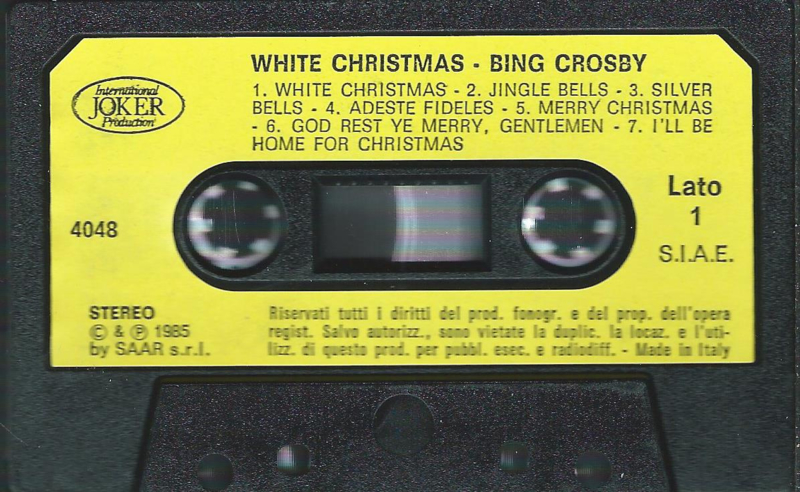 WHITE CHRISTMAS - BING CROSBY
1. WHITE CHRISTMAS - 2. JINGLE BELLS - 3. SILVER
BELLS - 4. ADESTE FIDELES - 5. MERRY CHRISTMAS
- 6. GOD REST YE MERRY, GENTLEMEN - 7. I'LL BE
HOME FOR CHRISTMAS
International
JOKER
Production
4048
Lato
1
S.I.A.E.
STEREO
© & ℗ 1985
by SAAR s.r.l.
Riservati tutti i diritti del prod. fonogr. e del prop. dell'opera
regist. Salvo autorizz., sono vietate la duplic. la locaz. e l'uti-
lizz. di questo prod. per pubbl. esec. e radiodiff. - Made in Italy